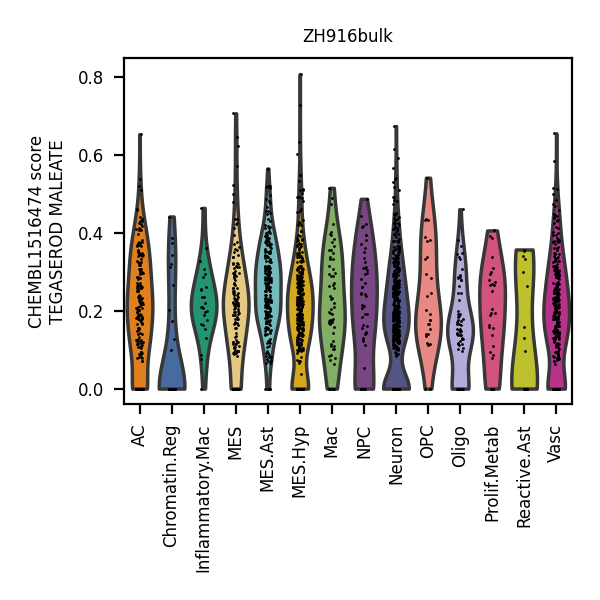 ZH916bulk
CHEMBL1516474 score
TEGASEROD MALEATE
0.8
0.6
0.4
0.2
0.0
AC
Chromatin.Reg
Inflammatory.Mac
MES
MES.Ast
MES.Hyp
Mac
NPC
Neuron
OPC
Oligo
Prolif.Metab
Reactive.Ast
Vasc